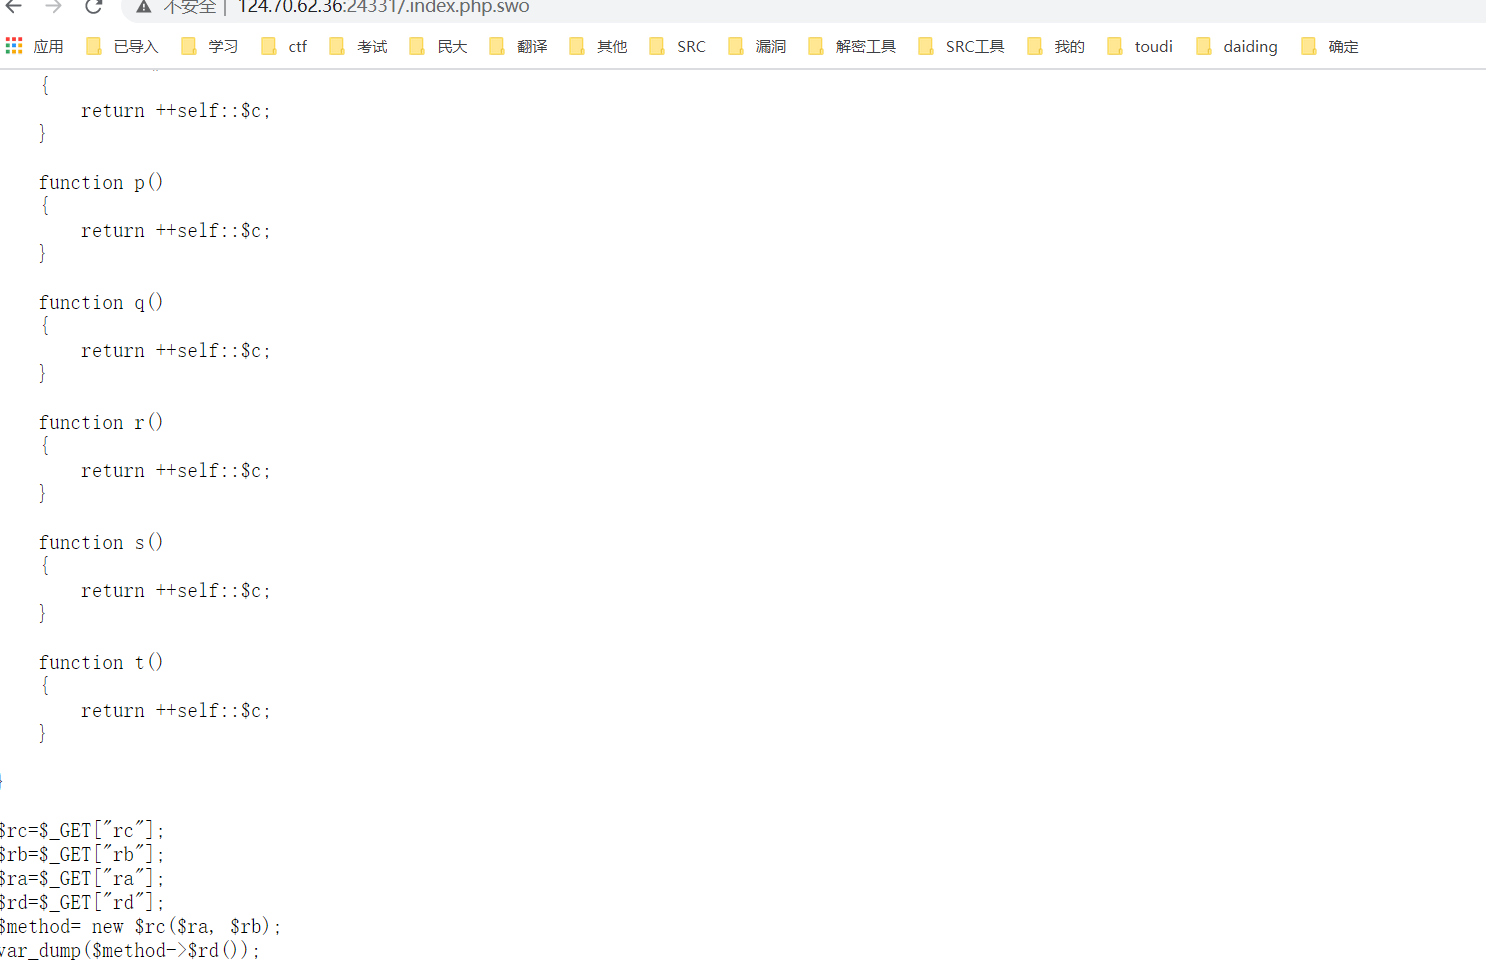 不安全 | 124.70.62.36:24331/.index.php.swo
应用 已导入 学习 ctf 考试 民大 翻译 其他 SRC 漏洞 解密工具 SRC工具 我的 toudi daiding 确定
{
return ++self::$c;
}
function p()
{
return ++self::$c;
}
function q()
{
return ++self::$c;
}
function r()
{
return ++self::$c;
}
function s()
{
return ++self::$c;
}
function t()
{
return ++self::$c;
}
}
$rc=$_GET["rc"];
$rb=$_GET["rb"];
$ra=$_GET["ra"];
$rd=$_GET["rd"];
$method= new $rc($ra, $rb);
var_dump($method->$rd());